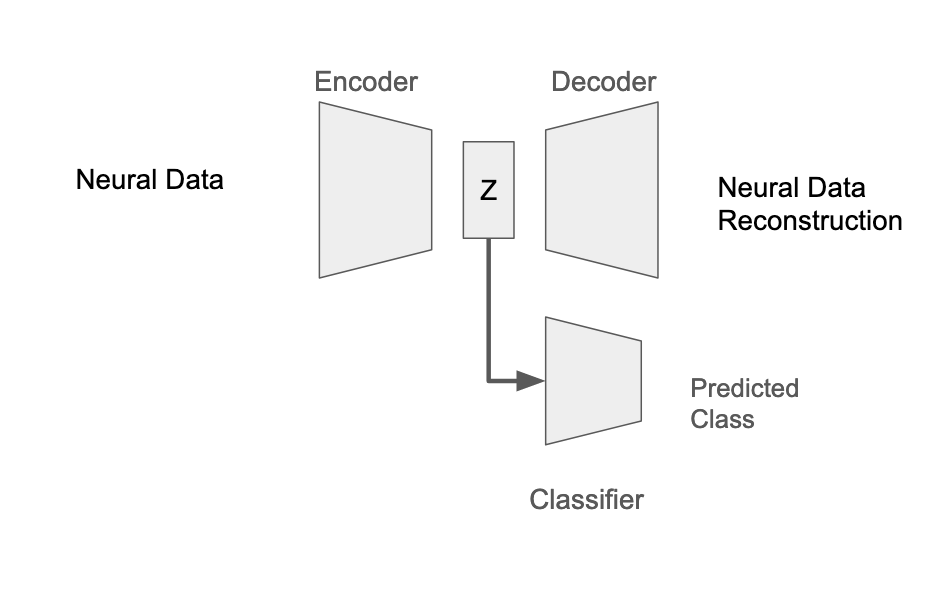 Encoder
Decoder
Neural Data
z
Neural Data
Reconstruction
Predicted
Class
Classifier